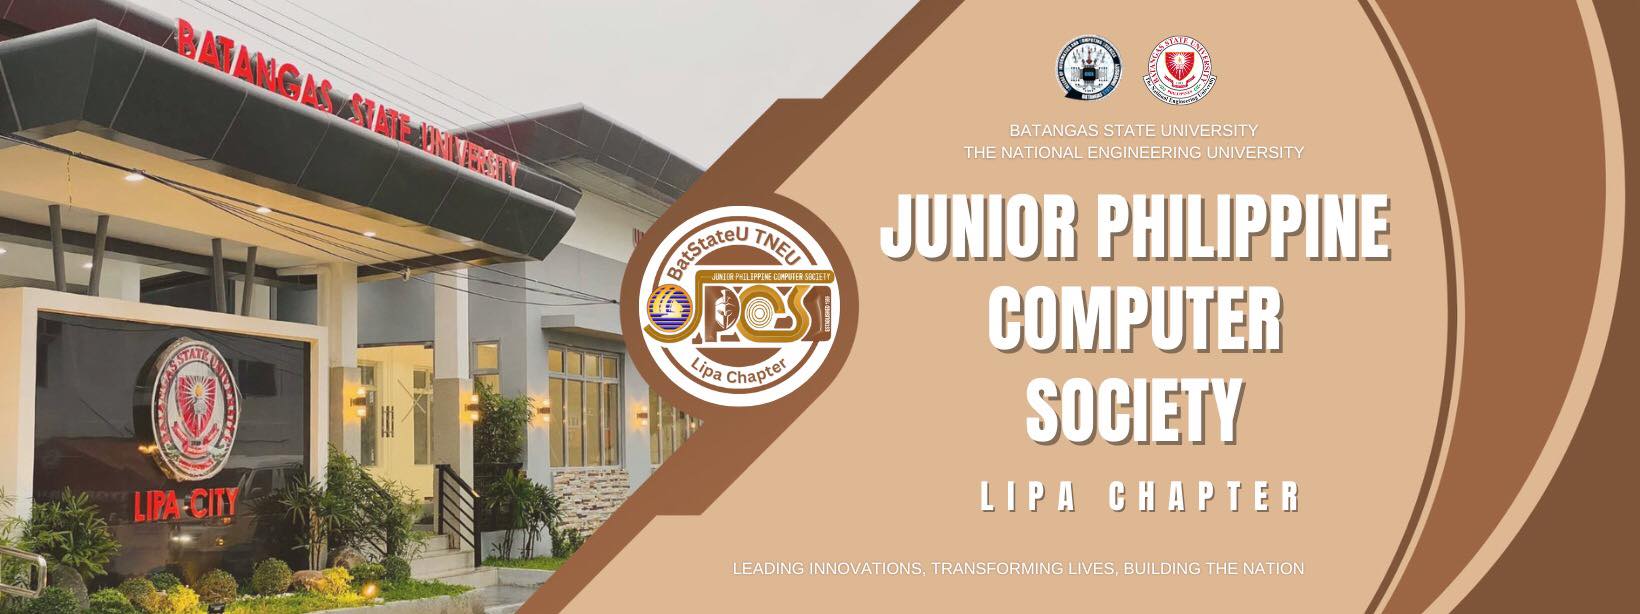 BATANGAS STATE UNIVERSITY
LIPA CITY
BatStateU TNEU
JUNIOR PHILIPPINE COMPUTER SOCIETY
JPCS
Lipa Chapter
BATANGAS STATE UNIVERSITY
THE NATIONAL ENGINEERING UNIVERSITY
JUNIOR PHILIPPINE
COMPUTER
SOCIETY
LIPA CHAPTER
LEADING INNOVATIONS, TRANSFORMING LIVES, BUILDING THE NATION